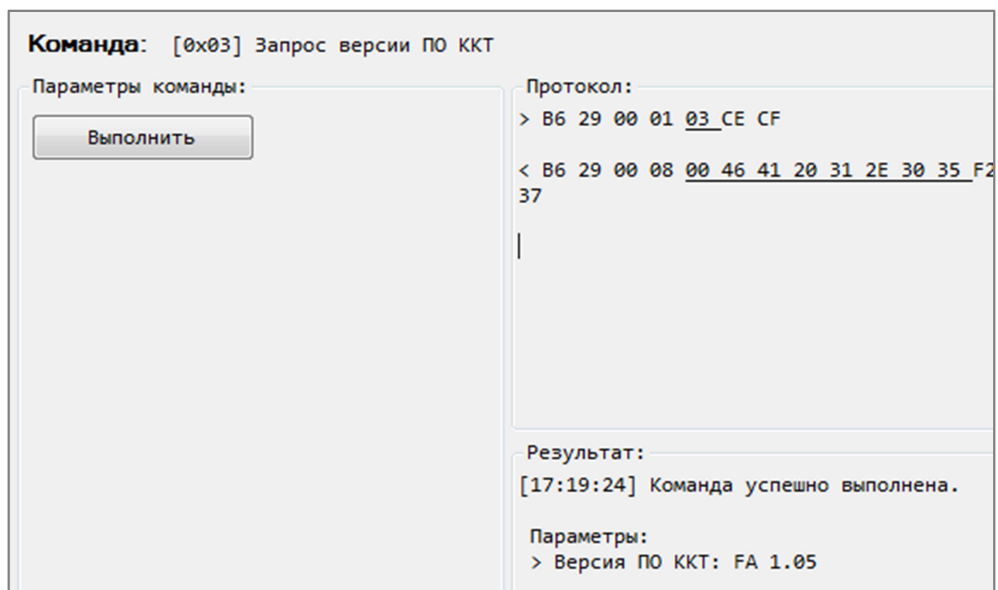 Команда: [0x03] Запрос версии ПО ККТ
Параметры команды:
Выполнить
Протокол:
> B6 29 00 01 03 CE CF
< B6 29 00 08 00 46 41 20 31 2E 30 35 F2
37
Результат:
[17:19:24] Команда успешно выполнена.
Параметры:
> Версия ПО ККТ: FA 1.05